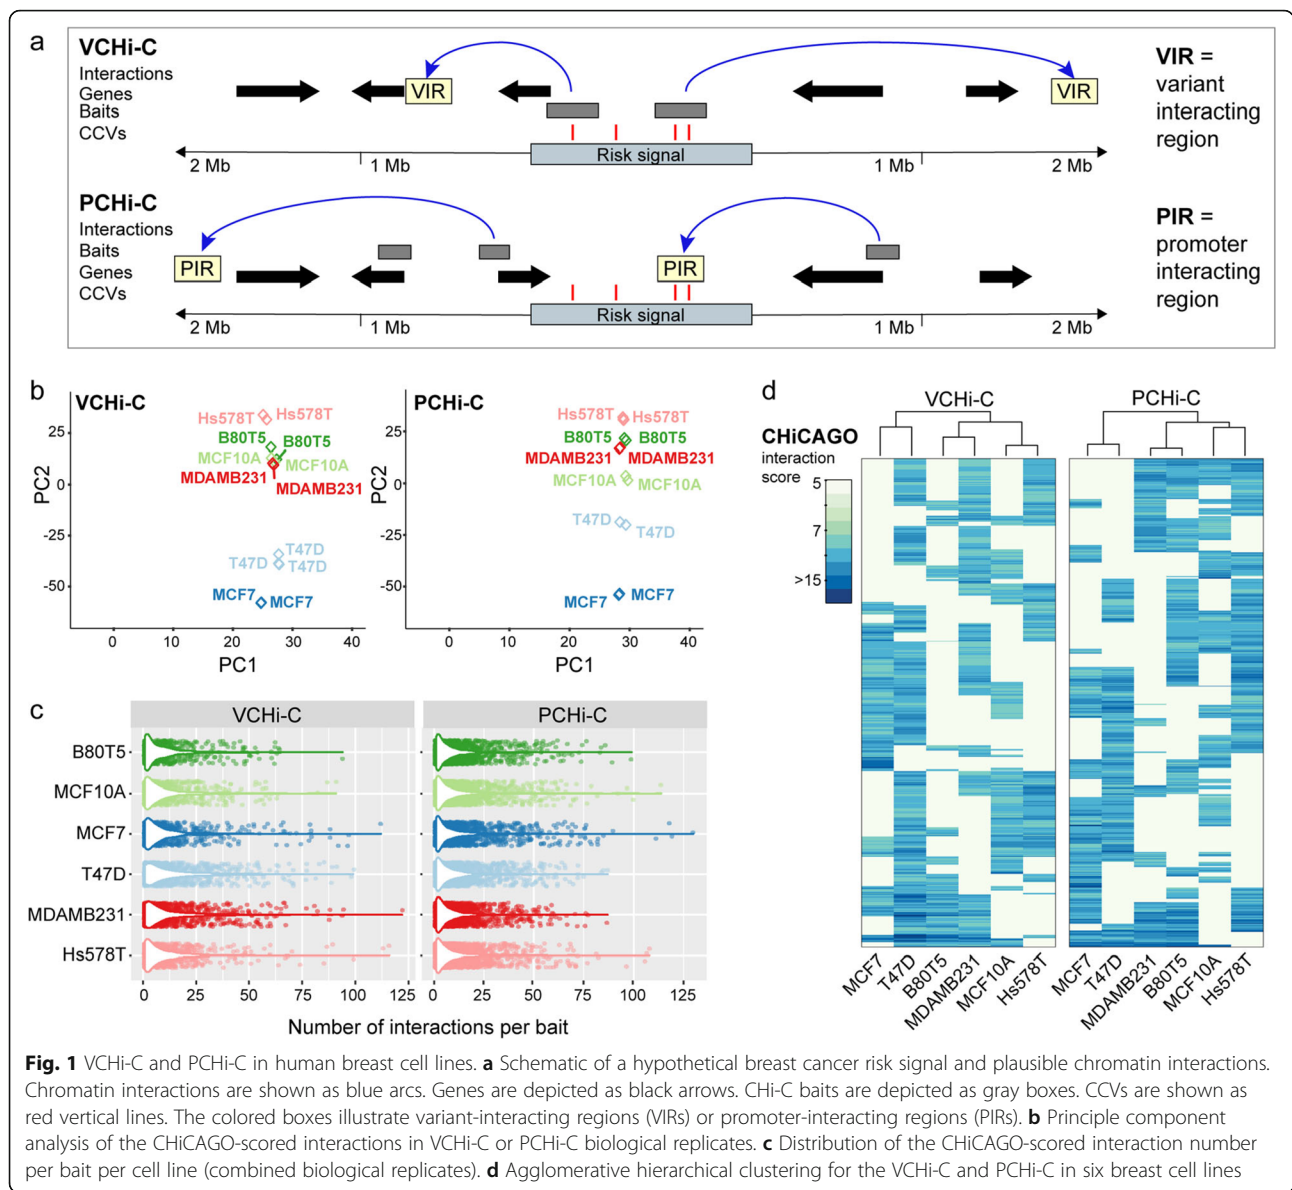 a
VCHi-C
Interactions
Genes
Baits
CCVs
VIR
VIR
Risk signal
2 Mb
1 Mb
1 Mb
2 Mb
VIR =
variant
interacting
region
PCHi-C
Interactions
Baits
Genes
CCVs
PIR
PIR
Risk signal
2 Mb
1 Mb
1 Mb
2 Mb
PIR =
promoter
interacting
region
b
VCHi-C
PC2
25
0
-25
-50
Hs578T
Hs578T
B80T5
B80T5
MCF10A
MCF10A
MDAMB231
MDAMB231
T47D
T47D
T47D
MCF7
MCF7
0 10 20 30 40
PC1
PCHi-C
PC2
25
0
-25
-50
Hs578T
Hs578T
B80T5
B80T5
MDAMB231
MDAMB231
MCF10A
MCF10A
T47D
T47D
MCF7
MCF7
0 10 20 30 40
PC1
c
VCHi-C
PCHi-C
B80T5
MCF10A
MCF7
T47D
MDAMB231
Hs578T
0 25 50 75 100 125
0 25 50 75 100 125
Number of interactions per bait
d
VCHi-C
PCHi-C
CHiCAGO
interaction
score
5
7
>15
MCF7
T47D
B80T5
MDAMB231
MCF10A
Hs578T
MCF7
T47D
MDAMB231
B80T5
MCF10A
Hs578T
Fig. 1 VCHi-C and PCHi-C in human breast cell lines. a Schematic of a hypothetical breast cancer risk signal and plausible chromatin interactions.
Chromatin interactions are shown as blue arcs. Genes are depicted as black arrows. CHi-C baits are depicted as gray boxes. CCVs are shown as
red vertical lines. The colored boxes illustrate variant-interacting regions (VIRs) or promoter-interacting regions (PIRs). b Principle component
analysis of the CHiCAGO-scored interactions in VCHi-C or PCHi-C biological replicates. c Distribution of the CHiCAGO-scored interaction number
per bait per cell line (combined biological replicates). d Agglomerative hierarchical clustering for the VCHi-C and PCHi-C in six breast cell lines